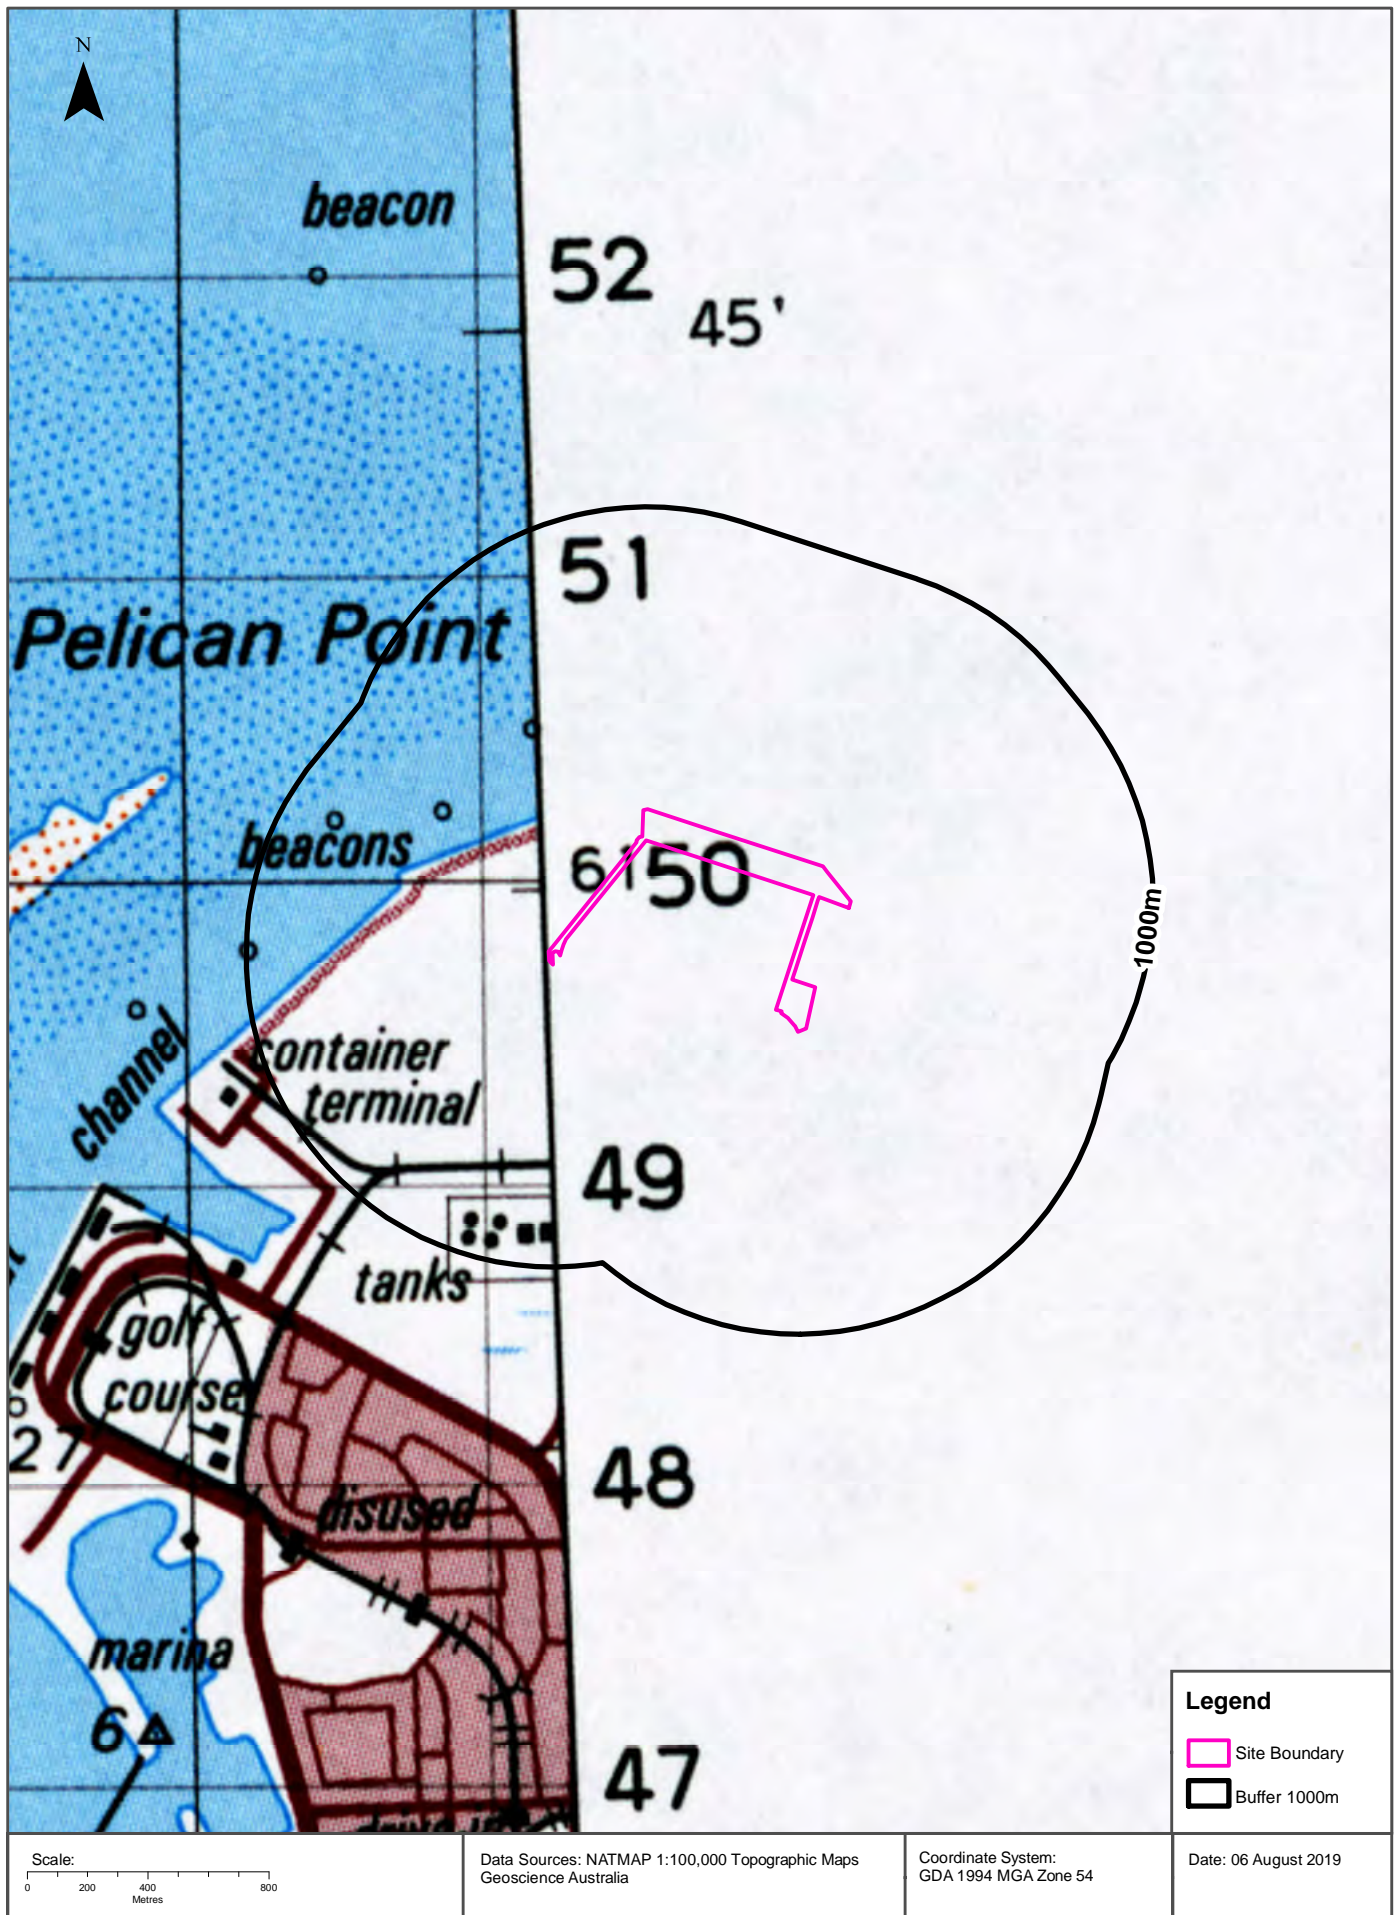 N
beacon
52
45'
51
Pelican Point
beacons
6150
1000m
channel
container
terminal
49
tanks
golf
course
27
48
disused
marina
6
47
Legend
Site Boundary
Buffer 1000m
Scale:
0 200 400 800
Metres
Data Sources: NATMAP 1:100,000 Topographic Maps
Geoscience Australia
Coordinate System:
GDA 1994 MGA Zone 54
Date: 06 August 2019